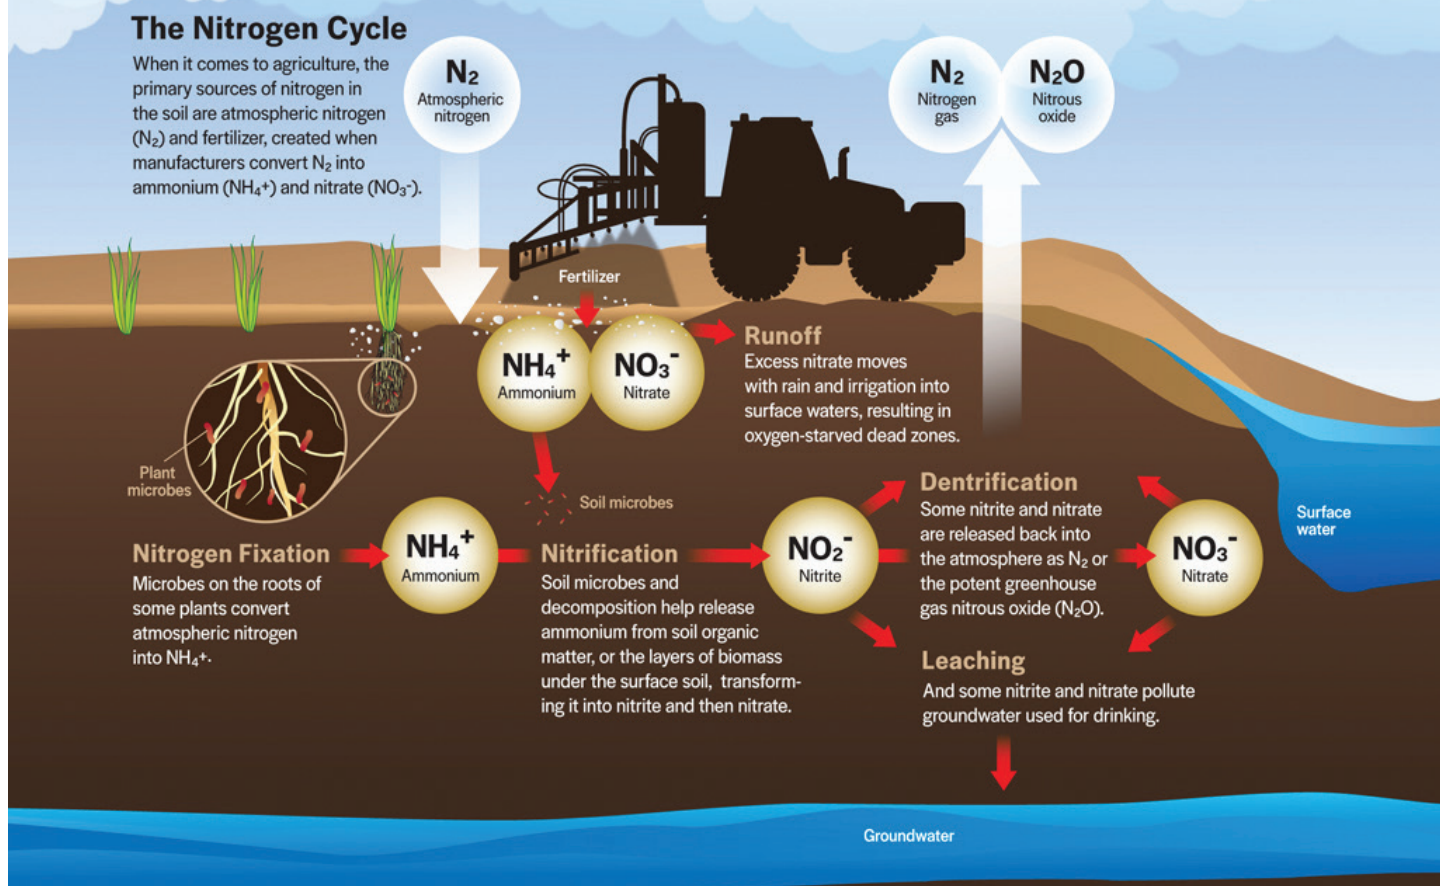 The Nitrogen Cycle
When it comes to agriculture, the
primary sources of nitrogen in
the soil are atmospheric nitrogen
(N₂) and fertilizer, created when
manufacturers convert N₂ into
ammonium (NH₄+) and nitrate (NO₃-).
N₂
Atmospheric
nitrogen
N₂
Nitrogen
gas
N₂O
Nitrous
oxide
Fertilizer
NH₄⁺
Ammonium
NO₃⁻
Nitrate
Runoff
Excess nitrate moves
with rain and irrigation into
surface waters, resulting in
oxygen-starved dead zones.
Plant
microbes
Soil microbes
Nitrogen Fixation
Microbes on the roots of
some plants convert
atmospheric nitrogen
into NH₄+.
NH₄⁺
Ammonium
Nitrification
Soil microbes and
decomposition help release
ammonium from soil organic
matter, or the layers of biomass
under the surface soil, transform-
ing it into nitrite and then nitrate.
NO₂⁻
Nitrite
Dentrification
Some nitrite and nitrate
are released back into
the atmosphere as N₂ or
the potent greenhouse
gas nitrous oxide (N₂O).
NO₃⁻
Nitrate
Surface
water
Leaching
And some nitrite and nitrate pollute
groundwater used for drinking.
Groundwater